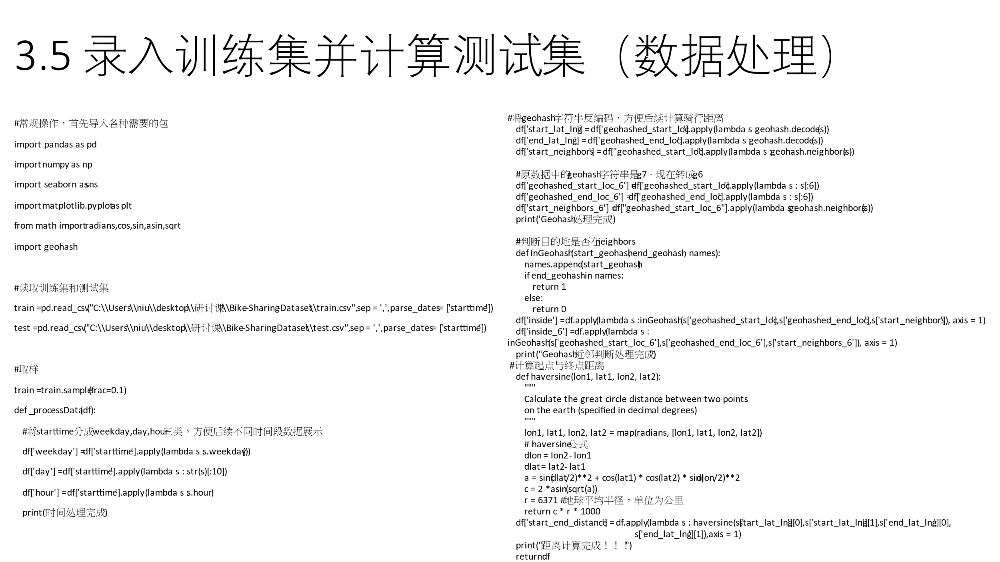 3.5 录入训练集并计算测试集（数据处理）
#常规操作，首先导入各种需要的包
import pandas as pd
import numpy as np
import seaborn as sns
import matplotlib.pyplot as plt
from math import radians,cos,sin,asin,sqrt
import geohash
#读取训练集和测试集
train = pd.read_csv("C:\\Users\\niu\\desktop\\研讨课\\Bike-Sharing-Dataset\\train.csv",sep = ',',parse_dates = ['starttime'])
test = pd.read_csv("C:\\Users\\niu\\desktop\\研讨课\\Bike-Sharing-Dataset\\test.csv",sep = ',',parse_dates = ['starttime'])
#取样
train = train.sample(frac=0.1)
def _processData(df):
#将starttime分成weekday,day,hour三类，方便后续不同时间段数据展示
df['weekday'] = df['starttime'].apply(lambda s : s.weekday())
df['day'] = df['starttime'].apply(lambda s : str(s)[:10])
df['hour'] = df['starttime'].apply(lambda s : s.hour)
print('时间处理完成')
#将geohash字符串反编码，方便后续计算骑行距离
df['start_lat_lng'] = df['geohashed_start_loc'].apply(lambda s : geohash.decode(s))
df['end_lat_lng'] = df['geohashed_end_loc'].apply(lambda s : geohash.decode(s))
df['start_neighbors'] = df["geohashed_start_loc"].apply(lambda s : geohash.neighbors(s))
#原数据中的geohash字符串是g7，现在转成g6
df['geohashed_start_loc_6'] = df['geohashed_start_loc'].apply(lambda s : s[:6])
df['geohashed_end_loc_6'] = df['geohashed_end_loc'].apply(lambda s : s[:6])
df['start_neighbors_6'] = df["geohashed_start_loc_6"].apply(lambda s : geohash.neighbors(s))
print('Geohash处理完成')
#判断目的地是否在neighbors
def inGeohash(start_geohash, end_geohash, names):
names.append(start_geohash)
if end_geohash in names:
return 1
else:
return 0
df['inside'] = df.apply(lambda s : inGeohash(s['geohashed_start_loc'],s['geohashed_end_loc'],s['start_neighbors']), axis = 1)
df['inside_6'] = df.apply(lambda s :
inGeohash(s['geohashed_start_loc_6'],s['geohashed_end_loc_6'],s['start_neighbors_6']), axis = 1)
print("Geohash近邻判断处理完成")
#计算起点与终点距离
def haversine(lon1, lat1, lon2, lat2):
"""
Calculate the great circle distance between two points
on the earth (specified in decimal degrees)
"""
lon1, lat1, lon2, lat2 = map(radians, [lon1, lat1, lon2, lat2])
# haversine公式
dlon = lon2 - lon1
dlat = lat2 - lat1
a = sin(dlat/2)**2 + cos(lat1) * cos(lat2) * sin(dlon/2)**2
c = 2 * asin(sqrt(a))
r = 6371 #地球平均半径，单位为公里
return c * r * 1000
df['start_end_distance'] = df.apply(lambda s : haversine(s['start_lat_lng'][0],s['start_lat_lng'][1],s['end_lat_lng'][0],
s['end_lat_lng'][1]),axis = 1)
print("距离计算完成！！！")
return df